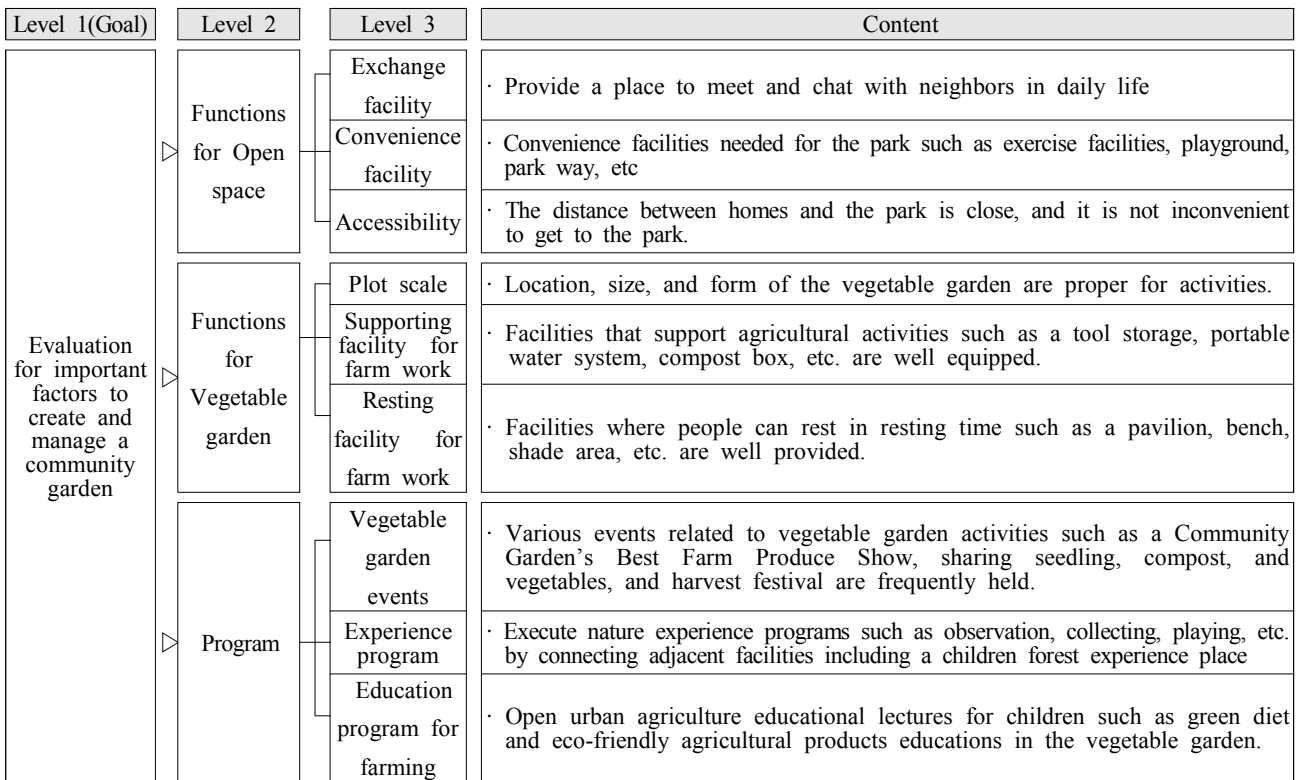 Level 1(Goal)
Level 2
Level 3
Content
Evaluation
for important
factors to
create and
manage a
community
garden
Functions
for Open
space
Exchange
facility
· Provide a place to meet and chat with neighbors in daily life
Convenience
facility
· Convenience facilities needed for the park such as exercise facilities, playground,
park way, etc
Accessibility
· The distance between homes and the park is close, and it is not inconvenient
to get to the park.
Functions
for
Vegetable
garden
Plot scale
· Location, size, and form of the vegetable garden are proper for activities.
Supporting
facility for
farm work
· Facilities that support agricultural activities such as a tool storage, portable
water system, compost box, etc. are well equipped.
Resting
facility for
farm work
· Facilities where people can rest in resting time such as a pavilion, bench,
shade area, etc. are well provided.
Program
Vegetable
garden
events
· Various events related to vegetable garden activities such as a Community
Garden's Best Farm Produce Show, sharing seedling, compost, and
vegetables, and harvest festival are frequently held.
Experience
program
· Execute nature experience programs such as observation, collecting, playing, etc.
by connecting adjacent facilities including a children forest experience place
Education
program for
farming
· Open urban agriculture educational lectures for children such as green diet
and eco-friendly agricultural products educations in the vegetable garden.